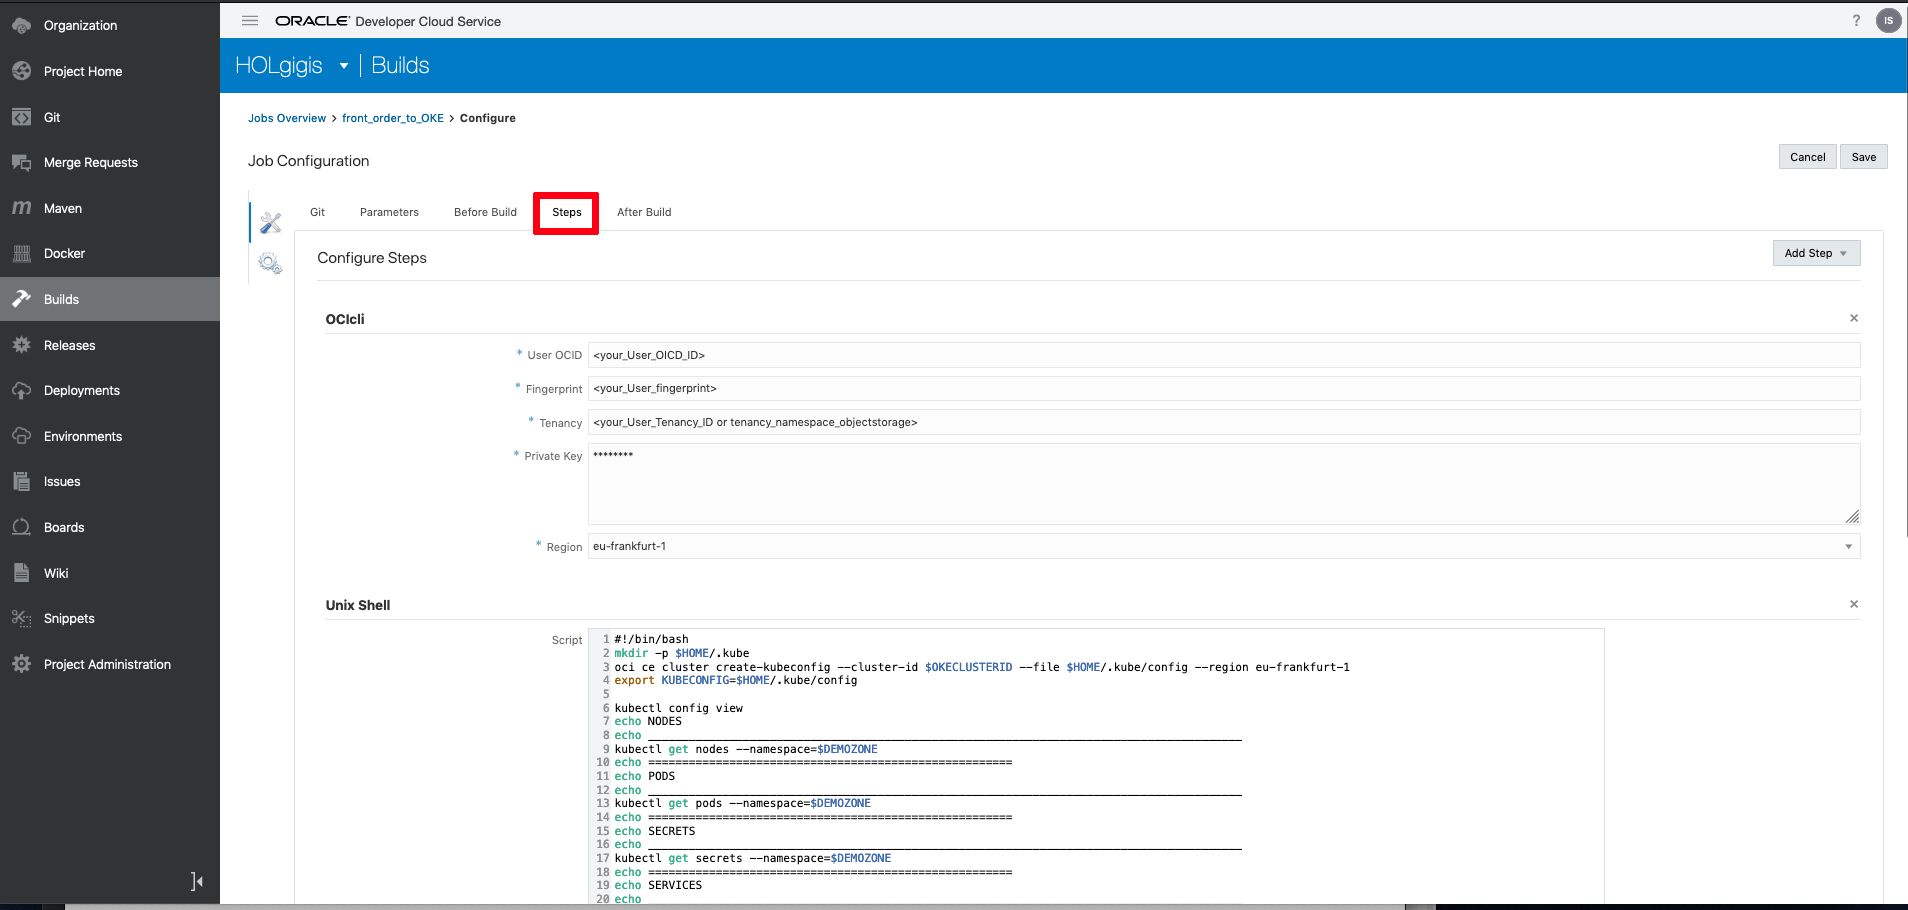 Organization
Project Home
Git
Merge Requests
Maven
Docker
Builds
Releases
Deployments
Environments
Issues
Boards
Wiki
Snippets
Project Administration
ORACLE Developer Cloud Service
?
IS
HOLgigis | Builds
Jobs Overview > front_order_to_OKE > Configure
Job Configuration
Cancel Save
Git Parameters Before Build Steps After Build
Configure Steps
Add Step
OCIcli
* User OCID <your_User_OICD_ID>
* Fingerprint <your_User_fingerprint>
* Tenancy <your_User_Tenancy_ID or tenancy_namespace_objectstorage>
* Private Key ********
* Region eu-frankfurt-1
Unix Shell
Script
1 #!/bin/bash
2 mkdir -p $HOME/.kube
3 oci ce cluster create-kubeconfig --cluster-id $OKECLUSTERID --file $HOME/.kube/config --region eu-frankfurt-1
4 export KUBECONFIG=$HOME/.kube/config
5
6 kubectl config view
7 echo NODES
8 echo ________________________________________________________________________________________
9 kubectl get nodes --namespace=$DEMOZONE
10 echo ======================================================
11 echo PODS
12 echo ________________________________________________________________________________________
13 kubectl get pods --namespace=$DEMOZONE
14 echo ======================================================
15 echo SECRETS
16 echo ________________________________________________________________________________________
17 kubectl get secrets --namespace=$DEMOZONE
18 echo ======================================================
19 echo SERVICES
20 echo